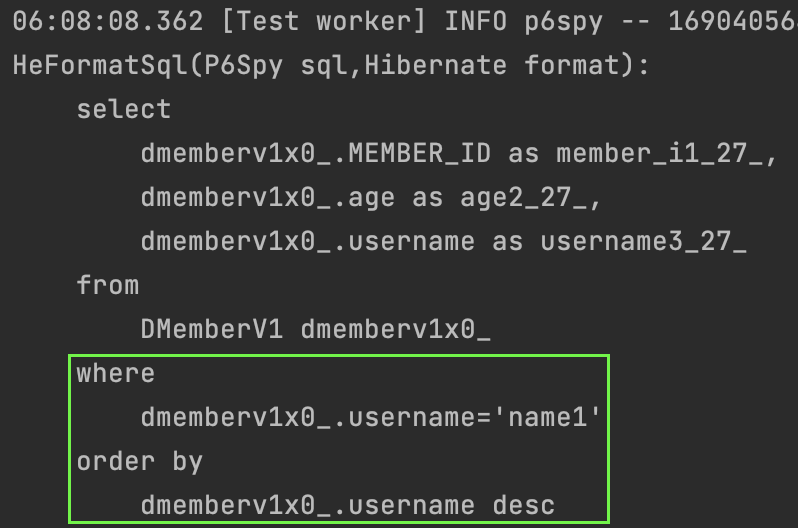 06:08:08.362 [Test worker] INFO p6spy -- 16904056
HeFormatSql(P6Spy sql,Hibernate format):
select
dmemberv1x0_.MEMBER_ID as member_i1_27_,
dmemberv1x0_.age as age2_27_,
dmemberv1x0_.username as username3_27_
from
DMemberV1 dmemberv1x0_
where
dmemberv1x0_.username='name1'
order by
dmemberv1x0_.username desc